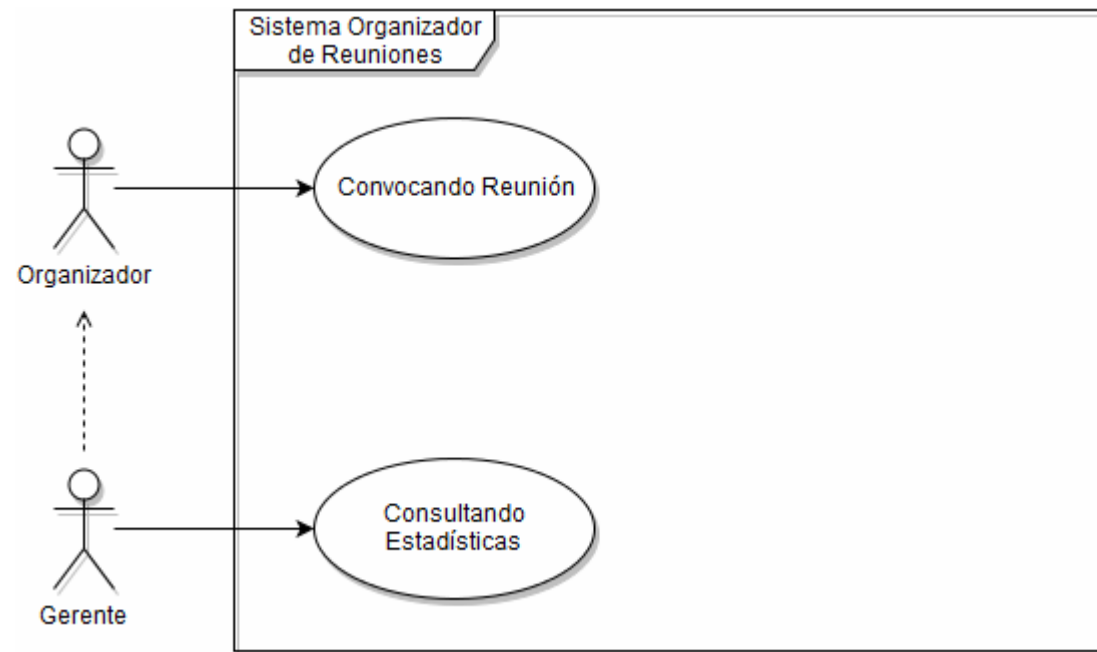 Sistema Organizador
de Reuniones
Convocando Reunión
Organizador
Consultando
Estadísticas
Gerente